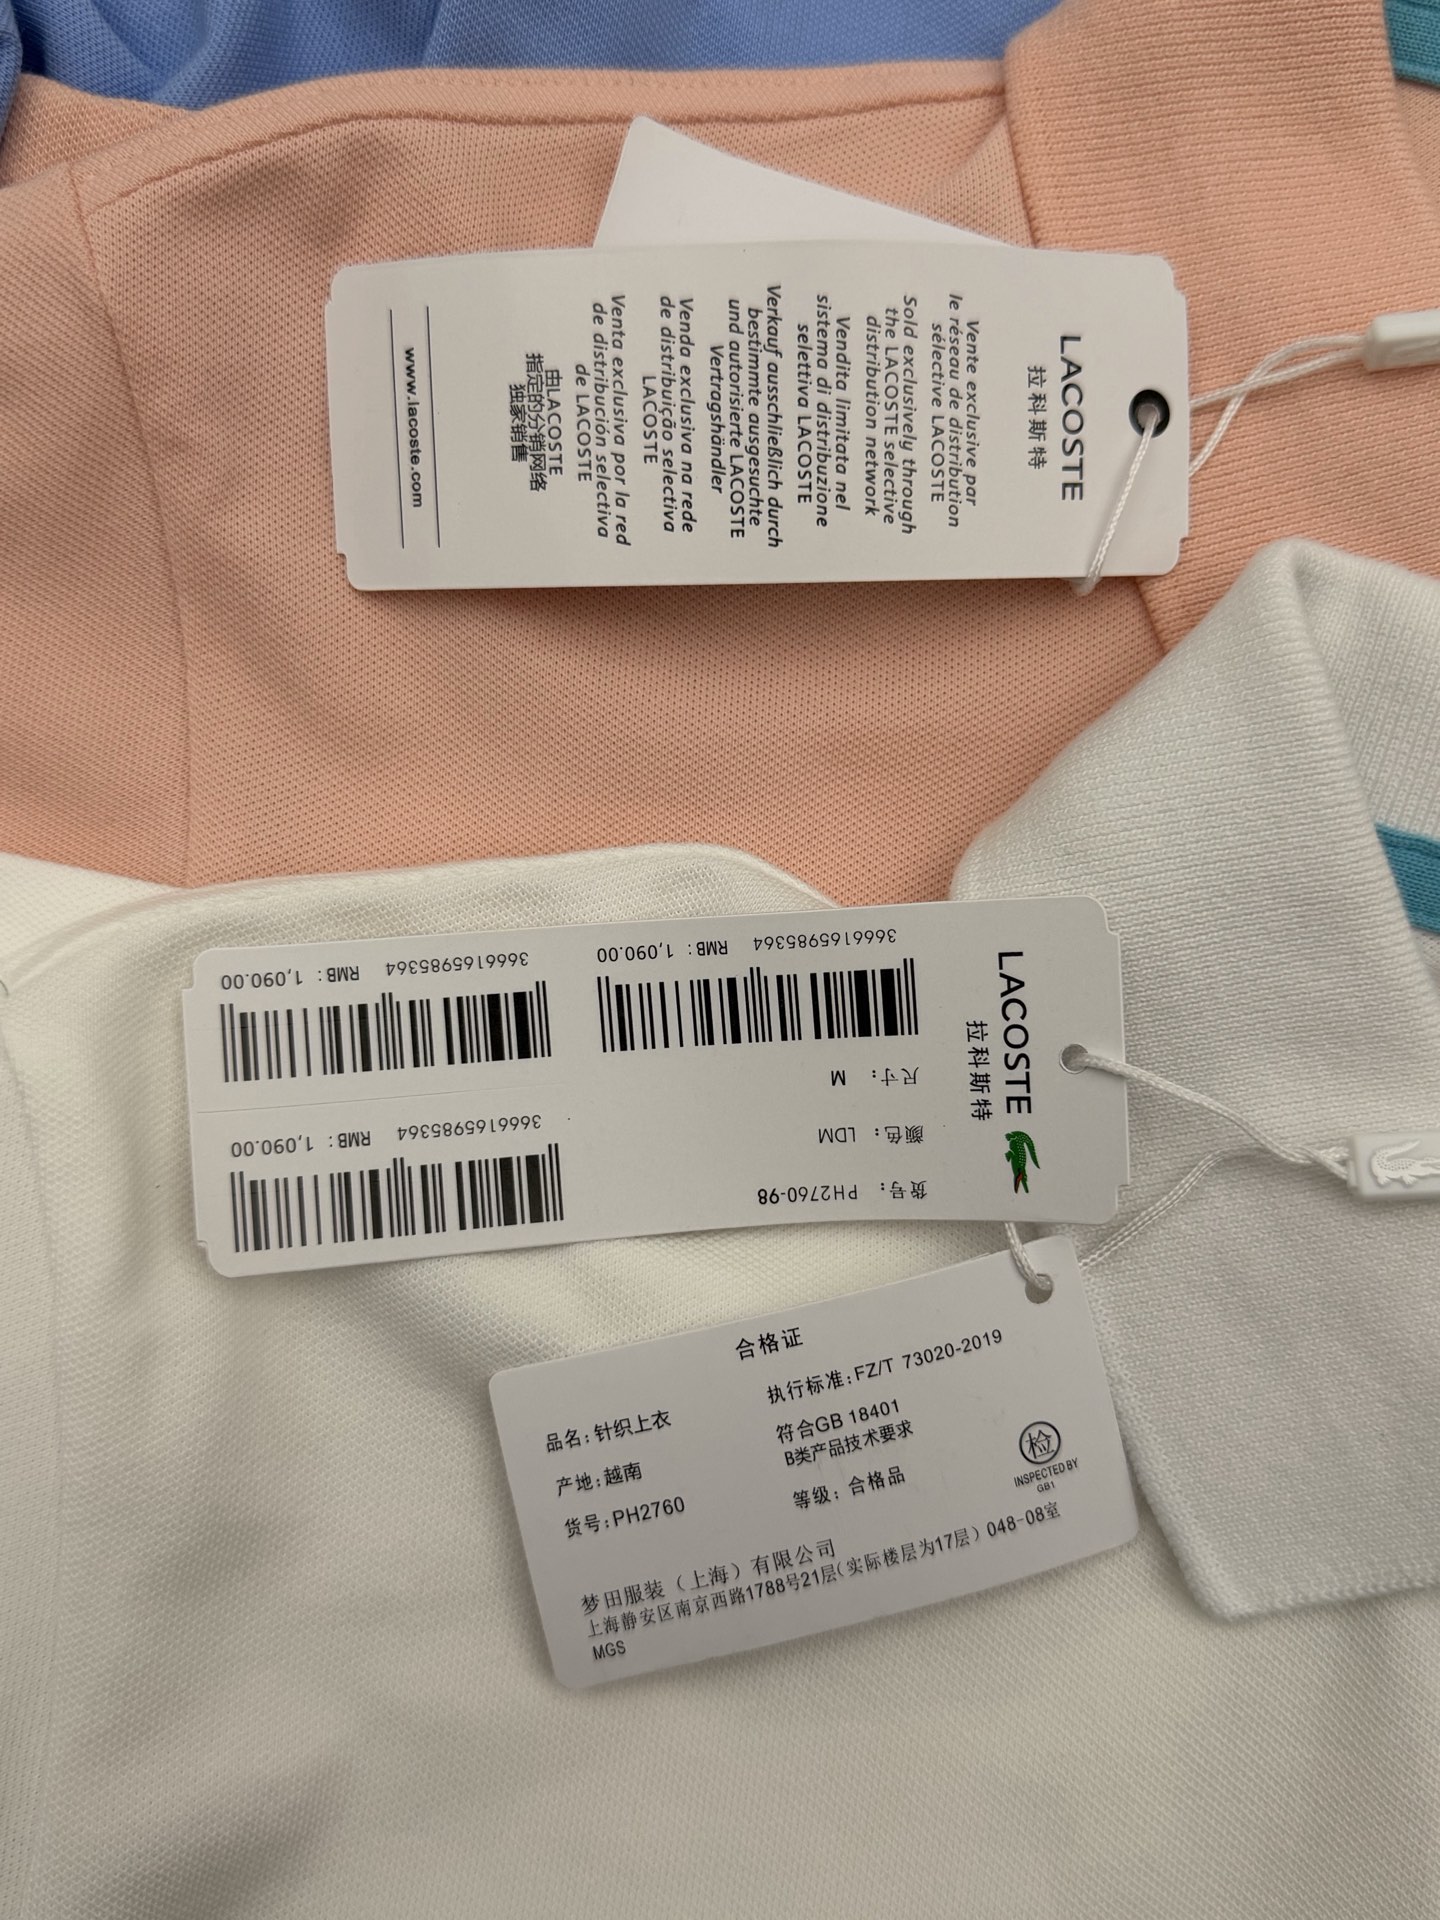 LACOSTE
拉科斯特
Vente exclusive par
le réseau de distribution
sélective LACOSTE
Sold exclusively through
the LACOSTE selective
distribution network
Vendita limitata nel
sistema di distribuzione
selettiva LACOSTE
Verkauf ausschließlich durch
bestimmte ausgesuchte
und autorisierte LACOSTE
Vertragshändler
Venda exclusiva na rede
de distribuição selectiva
LACOSTE
Venta exclusiva por la red
de distribución selectiva
de LACOSTE
由LACOSTE
指定的分销网络
独家销售
www.lacoste.com
LACOSTE
拉科斯特
货号: PH2760-98
颜色: LDM
尺寸: M
3666165985364 RMB: 1,090.00
3666165985364 RMB: 1,090.00
3666165985364 RMB: 1,090.00
合格证
品名:针织上衣
产地:越南
货号:PH2760
执行标准:FZ/T 73020-2019
符合GB 18401
B类产品技术要求
等级: 合格品
检
INSPECTED BY
GB1
梦田服装（上海）有限公司
上海静安区南京西路1788号21层(实际楼层为17层) 048-08室
MGS